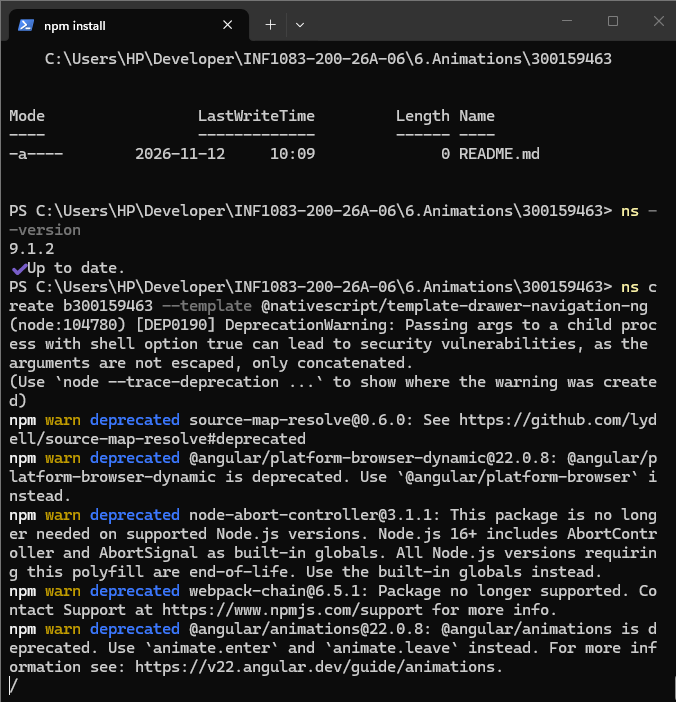 npm install
C:\Users\HP\Developer\INF1083-200-26A-06\6.Animations\300159463
Mode LastWriteTime Length Name
---- ------------- ------ ----
-a---- 2026-11-12 10:09 0 README.md
PS C:\Users\HP\Developer\INF1083-200-26A-06\6.Animations\300159463> ns -
-version
9.1.2
✔Up to date.
PS C:\Users\HP\Developer\INF1083-200-26A-06\6.Animations\300159463> ns c
reate b300159463 --template @nativescript/template-drawer-navigation-ng
(node:104780) [DEP0190] DeprecationWarning: Passing args to a child proc
ess with shell option true can lead to security vulnerabilities, as the
arguments are not escaped, only concatenated.
(Use `node --trace-deprecation ...` to show where the warning was create
d)
npm warn deprecated source-map-resolve@0.6.0: See https://github.com/lyd
ell/source-map-resolve#deprecated
npm warn deprecated @angular/platform-browser-dynamic@22.0.8: @angular/p
latform-browser-dynamic is deprecated. Use `@angular/platform-browser` i
nstead.
npm warn deprecated node-abort-controller@3.1.1: This package is no long
er needed on supported Node.js versions. Node.js 16+ includes AbortContr
oller and AbortSignal as built-in globals. All Node.js versions requirin
g this polyfill are end-of-life. Use the built-in globals instead.
npm warn deprecated webpack-chain@6.5.1: Package no longer supported. Co
ntact Support at https://www.npmjs.com/support for more info.
npm warn deprecated @angular/animations@22.0.8: @angular/animations is d
eprecated. Use `animate.enter` and `animate.leave` instead. For more inf
ormation see: https://v22.angular.dev/guide/animations.
/